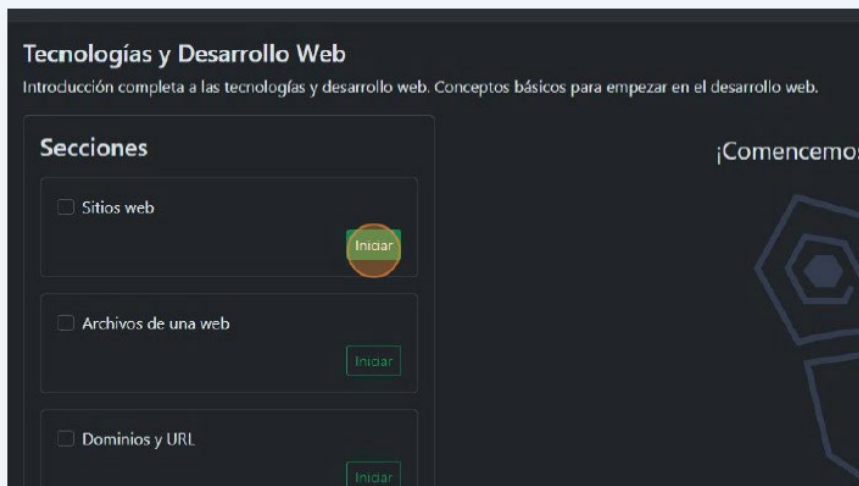 Tecnologías y Desarrollo Web
Introducción completa a las tecnologías y desarrollo web. Conceptos básicos para empezar en el desarrollo web.
Secciones
¡Comencemos
Sitios web
Iniciar
Archivos de una web
Iniciar
Dominios y URL
Iniciar